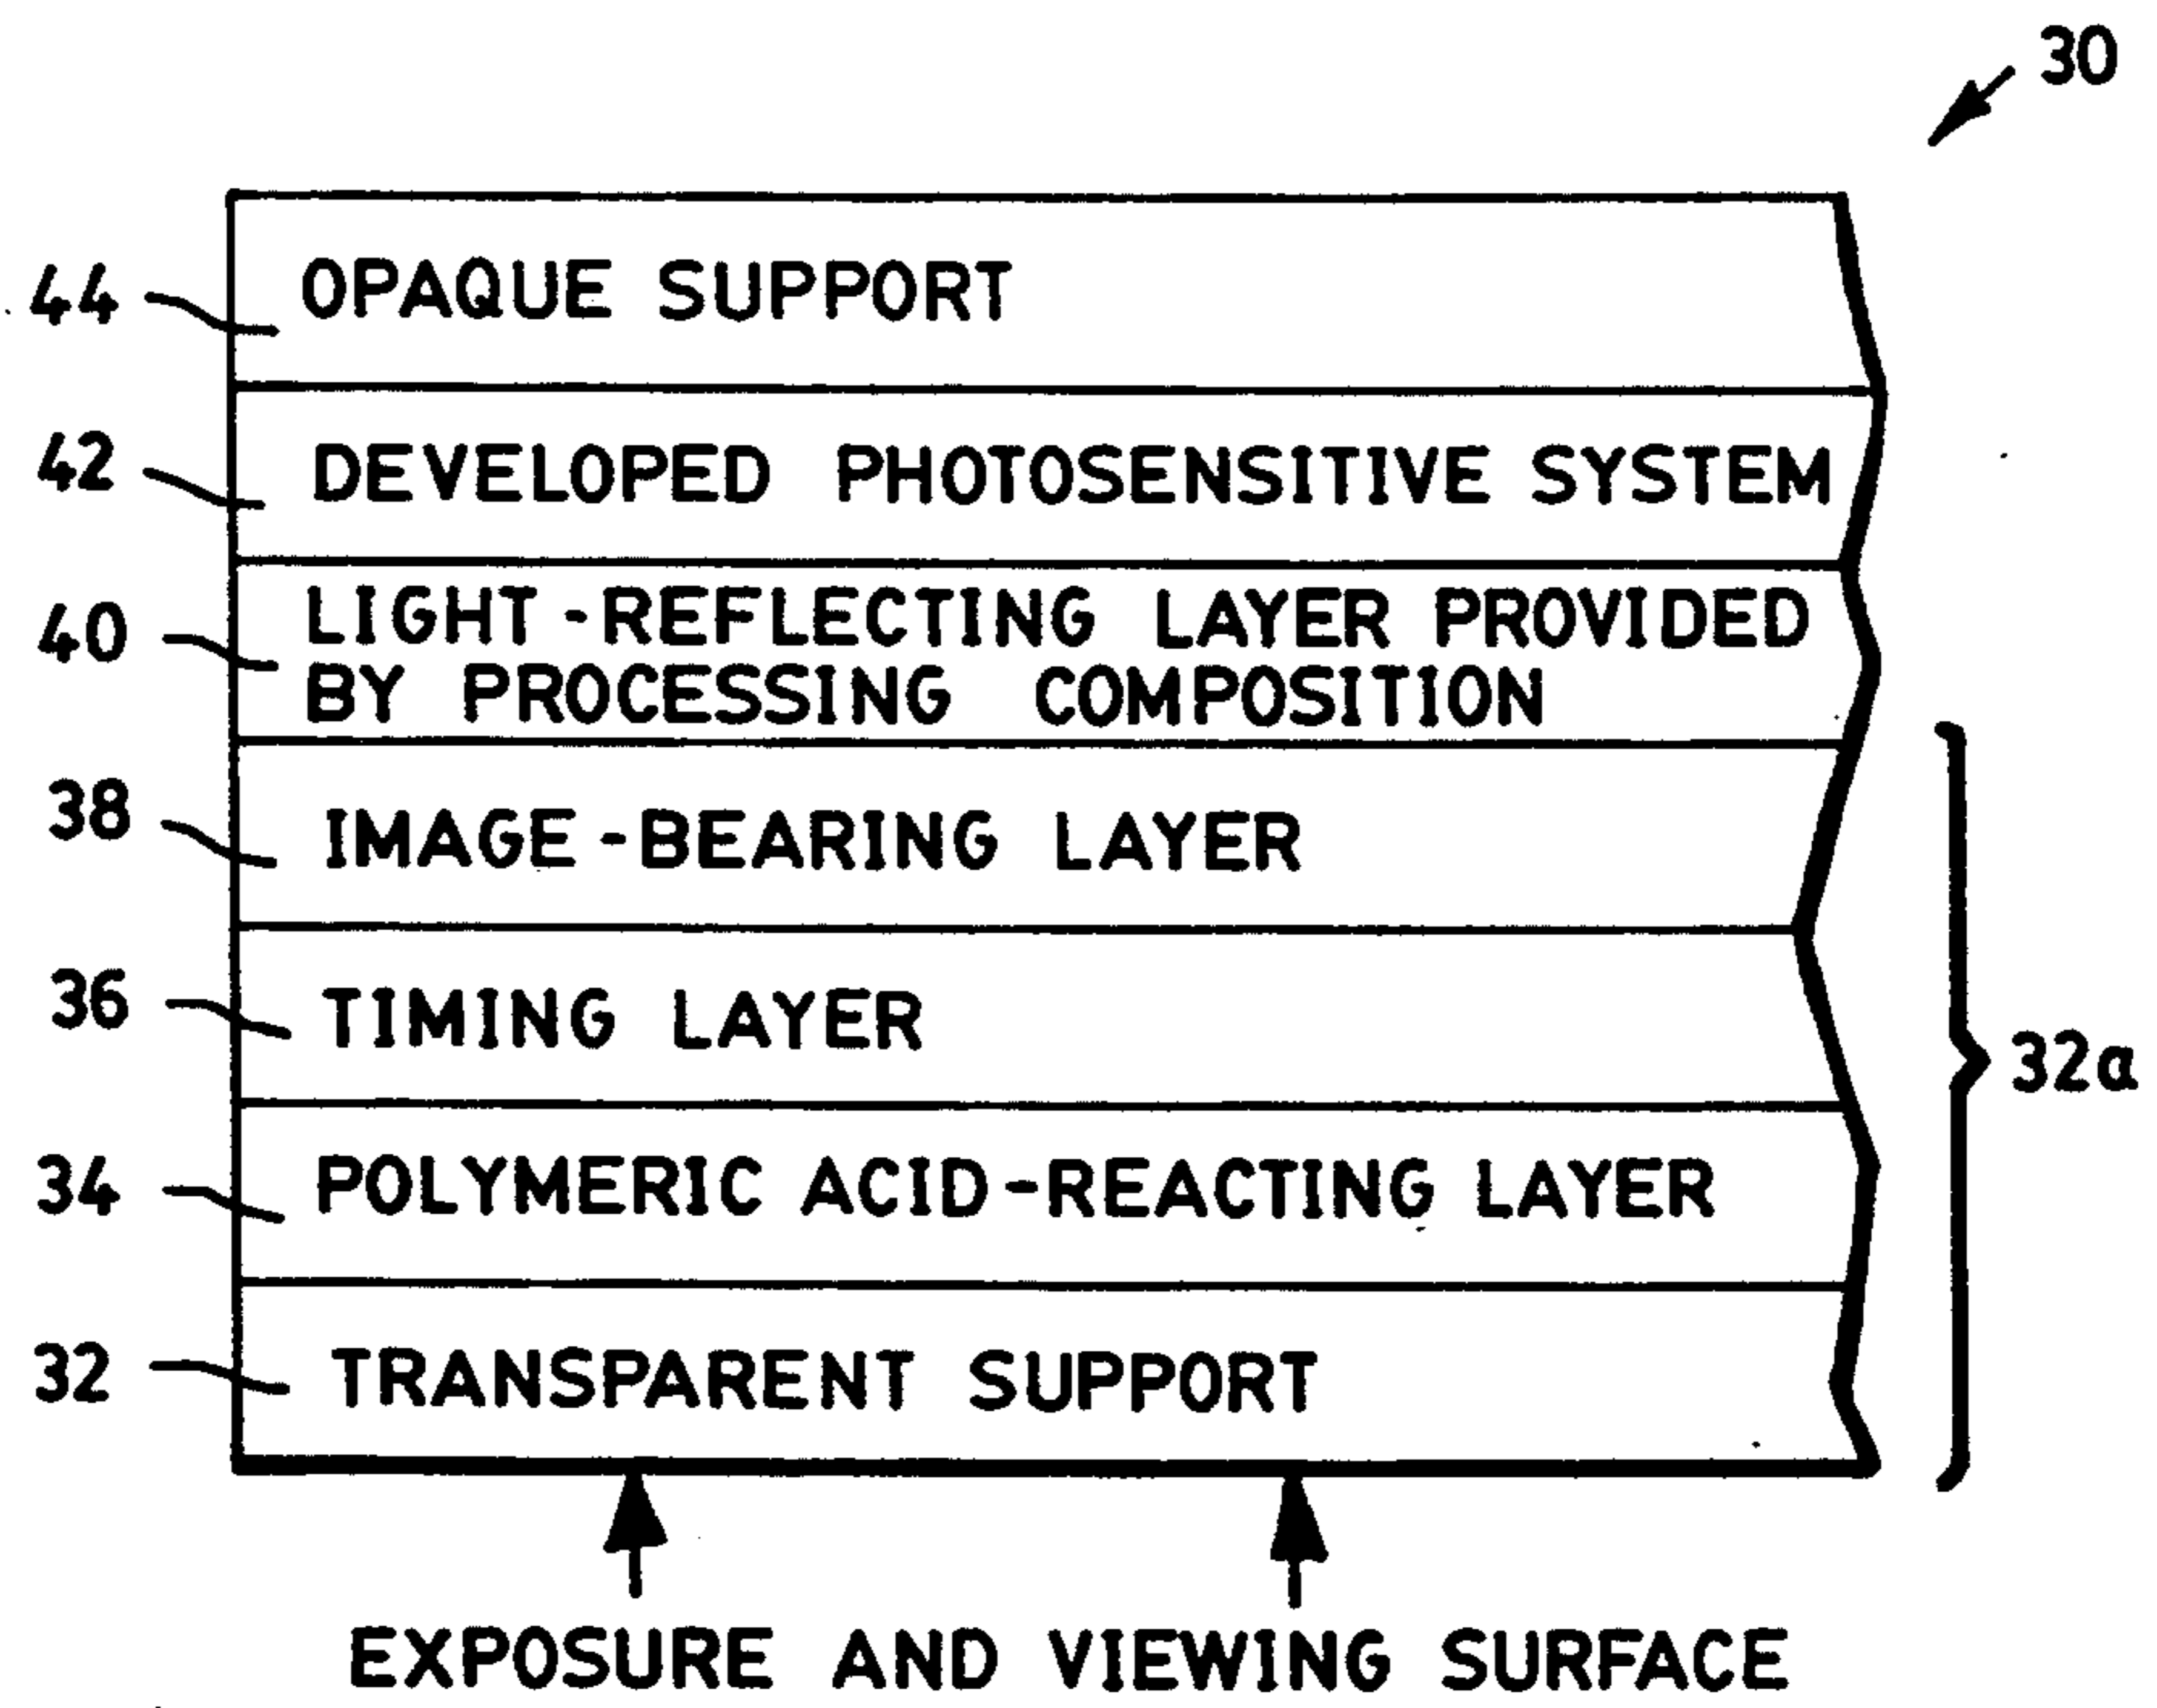 30
44 OPAQUE SUPPORT
42 DEVELOPED PHOTOSENSITIVE SYSTEM
40 LIGHT-REFLECTING LAYER PROVIDED
BY PROCESSING COMPOSITION
38 IMAGE-BEARING LAYER
36 TIMING LAYER
32a
34 POLYMERIC ACID-REACTING LAYER
32 TRANSPARENT SUPPORT
EXPOSURE AND VIEWING SURFACE